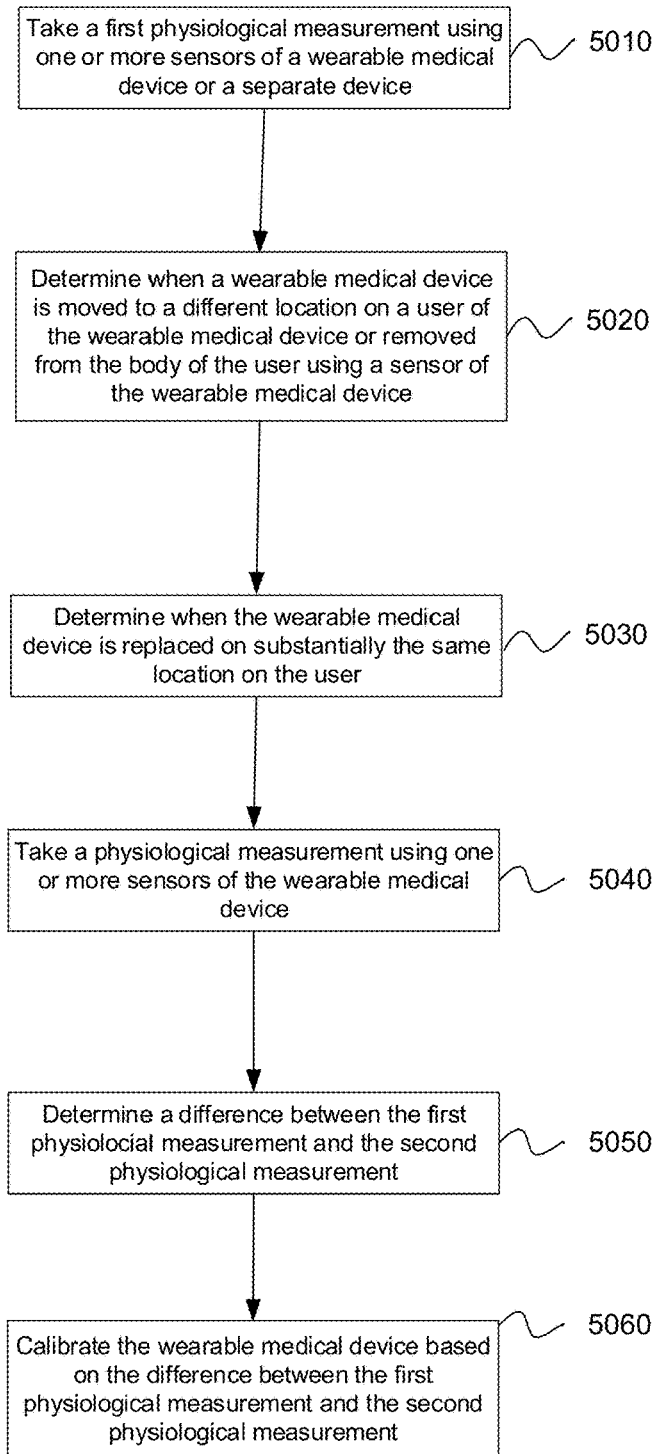 Take a first physiological measurement using
one or more sensors of a wearable medical
device or a separate device
5010
Determine when a wearable medical device
is moved to a different location on a user of
the wearable medical device or removed
from the body of the user using a sensor of
the wearable medical device
5020
Determine when the wearable medical
device is replaced on substantially the same
location on the user
5030
Take a physiological measurement using one
or more sensors of the wearable medical
device
5040
Determine a difference between the first
physiolocial measurement and the second
physiological measurement
5050
Calibrate the wearable medical device based
on the difference between the first
physiological measurement and the second
physiological measurement
5060